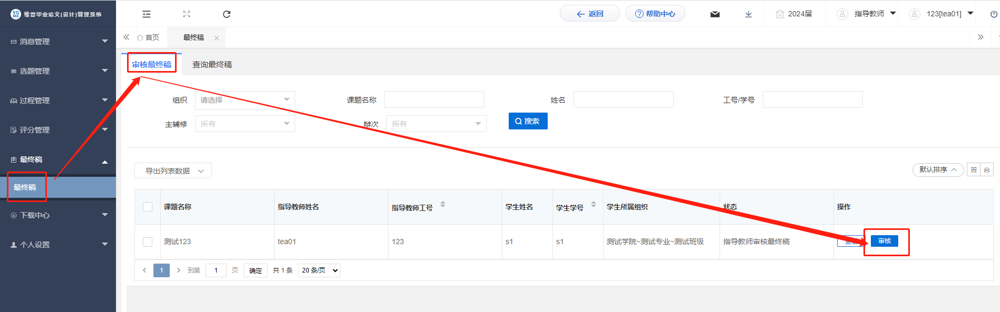 维普毕业论文(设计)管理系统
返回
帮助中心
2024届
指导教师
123[tea01]
消息管理
选题管理
过程管理
评分管理
最终稿
最终稿
下载中心
个人设置
首页
最终稿
审核最终稿
查询最终稿
组织
请选择
课题名称
姓名
工号/学号
主辅修
所有
辩次
所有
搜索
导出列表数据
默认排序
课题名称
指导教师姓名
指导教师工号
学生姓名
学生学号
学生所属组织
状态
操作
测试123
tea01
123
s1
s1
测试学院~测试专业~测试班级
指导教师审核最终稿
审核
1
到第
1
页
确定
共 1 条
20 条/页